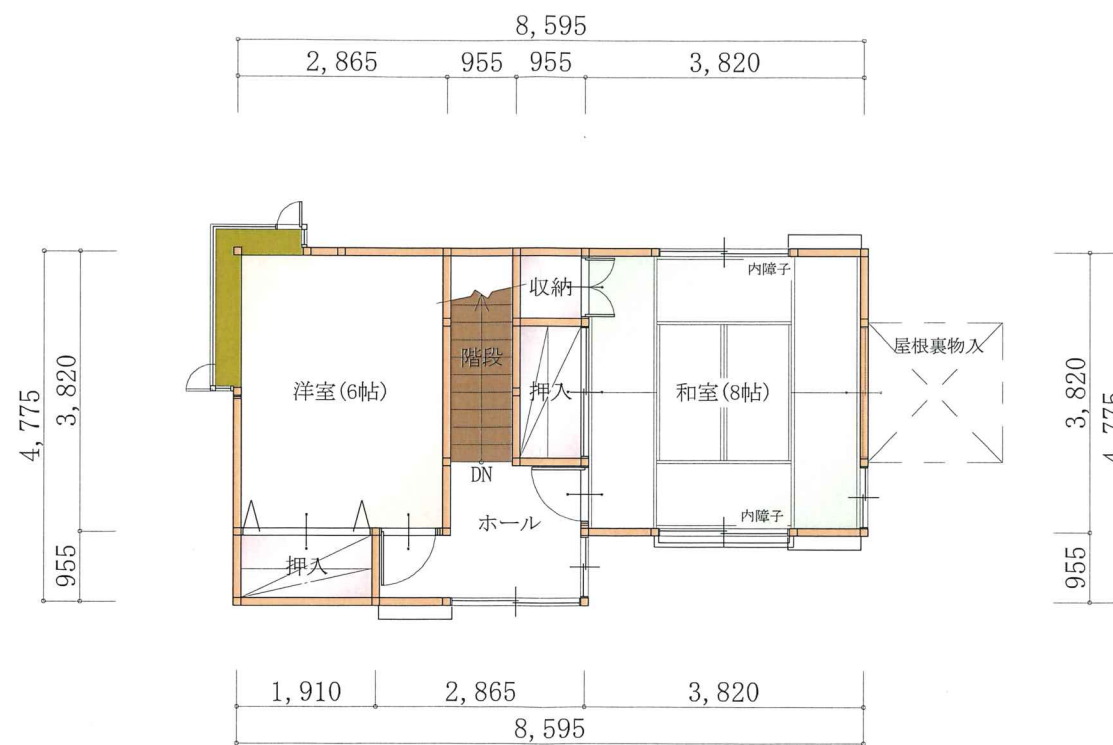 8,595
2,865
955
955
3,820
収納
内障子
屋根裏物入
階段
洋室(6帖)
押入
和室(8帖)
DN
ホール
内障子
押入
4,775
3,820
955
3,820
4,775
955
1,910
2,865
3,820
8,595